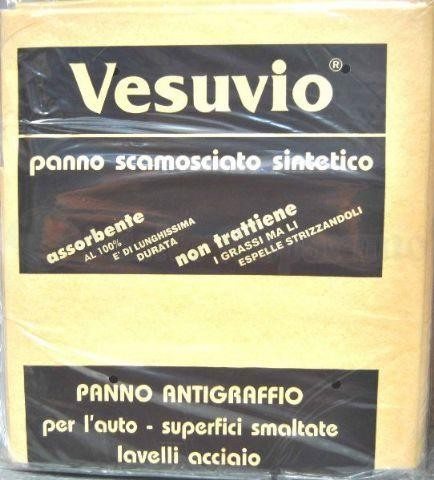 Vesuvio®
panno scamosciato sintetico
assorbente
AL 100%
E' DI LUNGHISSIMA
DURATA
non trattiene
I GRASSI MA LI
ESPELLE STRIZZANDOLI
PANNO ANTIGRAFFIO
per l'auto - superfici smaltate
lavelli acciaio